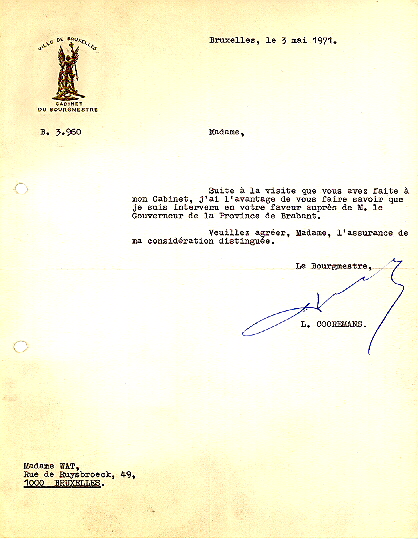 Bruxelles, le 3 mai 1971.
VILLE DE BRUXELLES
CABINET
DU BOURGMESTRE
B. 3.960
Madame,
Suite à la visite que vous avez faite à
mon Cabinet, j'ai l'avantage de vous faire savoir que
je suis intervenu en votre faveur auprès de M. le
Gouverneur de la Province de Brabant.
Veuillez agréer, Madame, l'assurance de
ma considération distinguée.
Le Bourgmestre,
L. COOREMANS.
Madame WAT,
Rue de Ruysbroeck, 49,
1000 BRUXELLES.